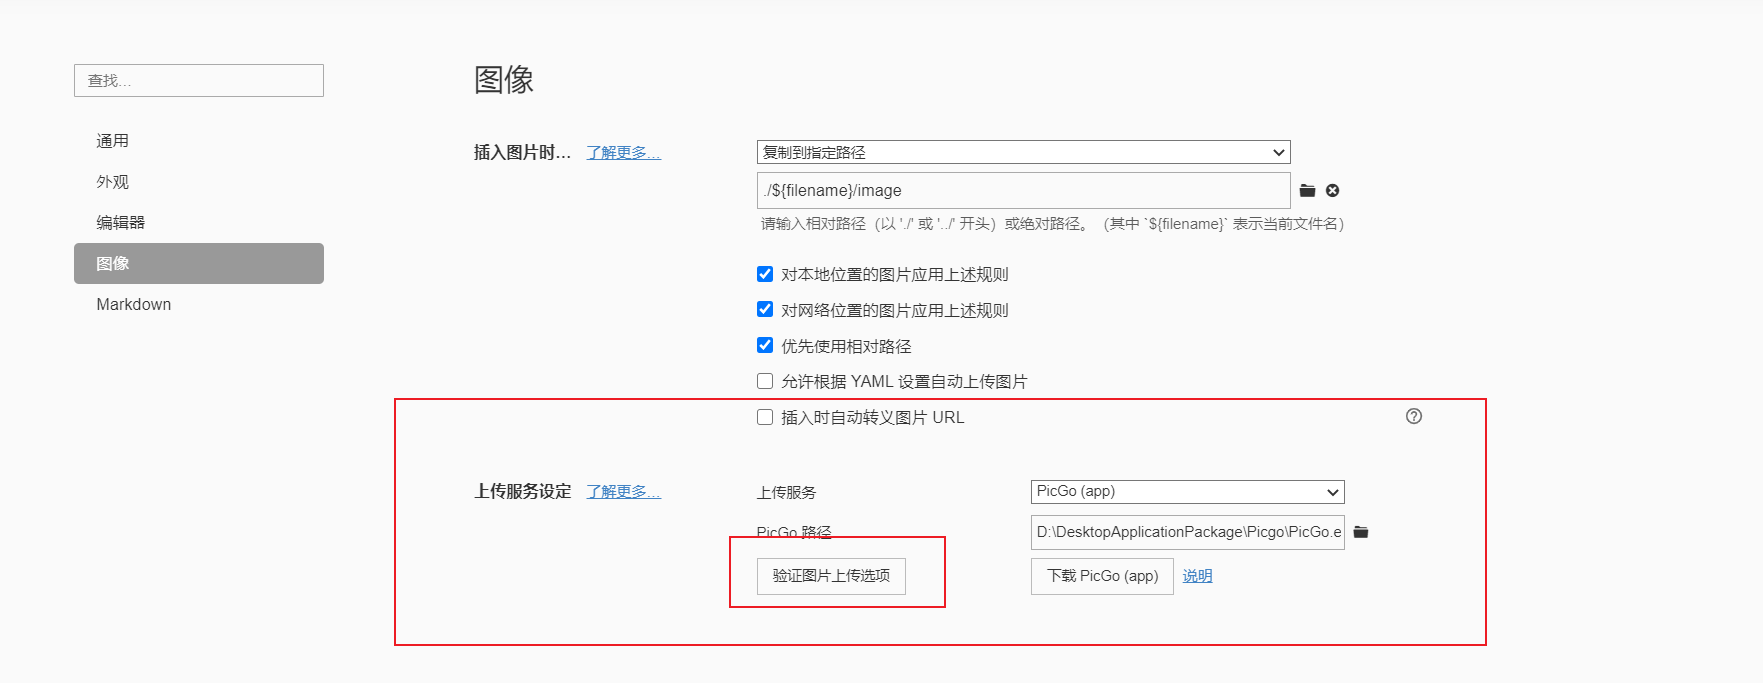 查找...
通用
外观
编辑器
图像
Markdown
图像
插入图片时... 了解更多...
复制到指定路径
./${filename}/image
请输入相对路径（以 './' 或 '../' 开头）或绝对路径。（其中 `${filename}` 表示当前文件名）
对本地位置的图片应用上述规则
对网络位置的图片应用上述规则
优先使用相对路径
允许根据 YAML 设置自动上传图片
插入时自动转义图片 URL
上传服务设定 了解更多...
上传服务 PicGo (app)
PicGo 路径 D:\DesktopApplicationPackage\Picgo\PicGo.e
验证图片上传选项 下载 PicGo (app) 说明